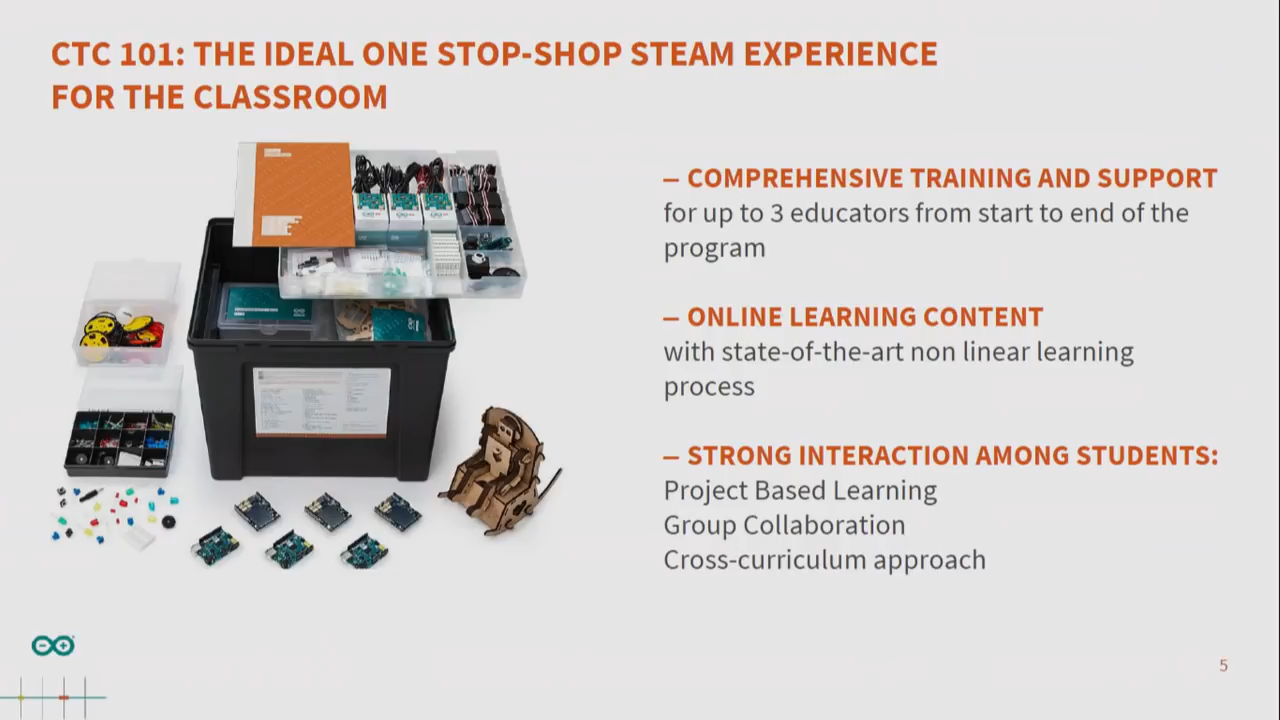 CTC 101: THE IDEAL ONE STOP-SHOP STEAM EXPERIENCE
FOR THE CLASSROOM
– COMPREHENSIVE TRAINING AND SUPPORT
for up to 3 educators from start to end of the
program
– ONLINE LEARNING CONTENT
with state-of-the-art non linear learning
process
– STRONG INTERACTION AMONG STUDENTS:
Project Based Learning
Group Collaboration
Cross-curriculum approach
5